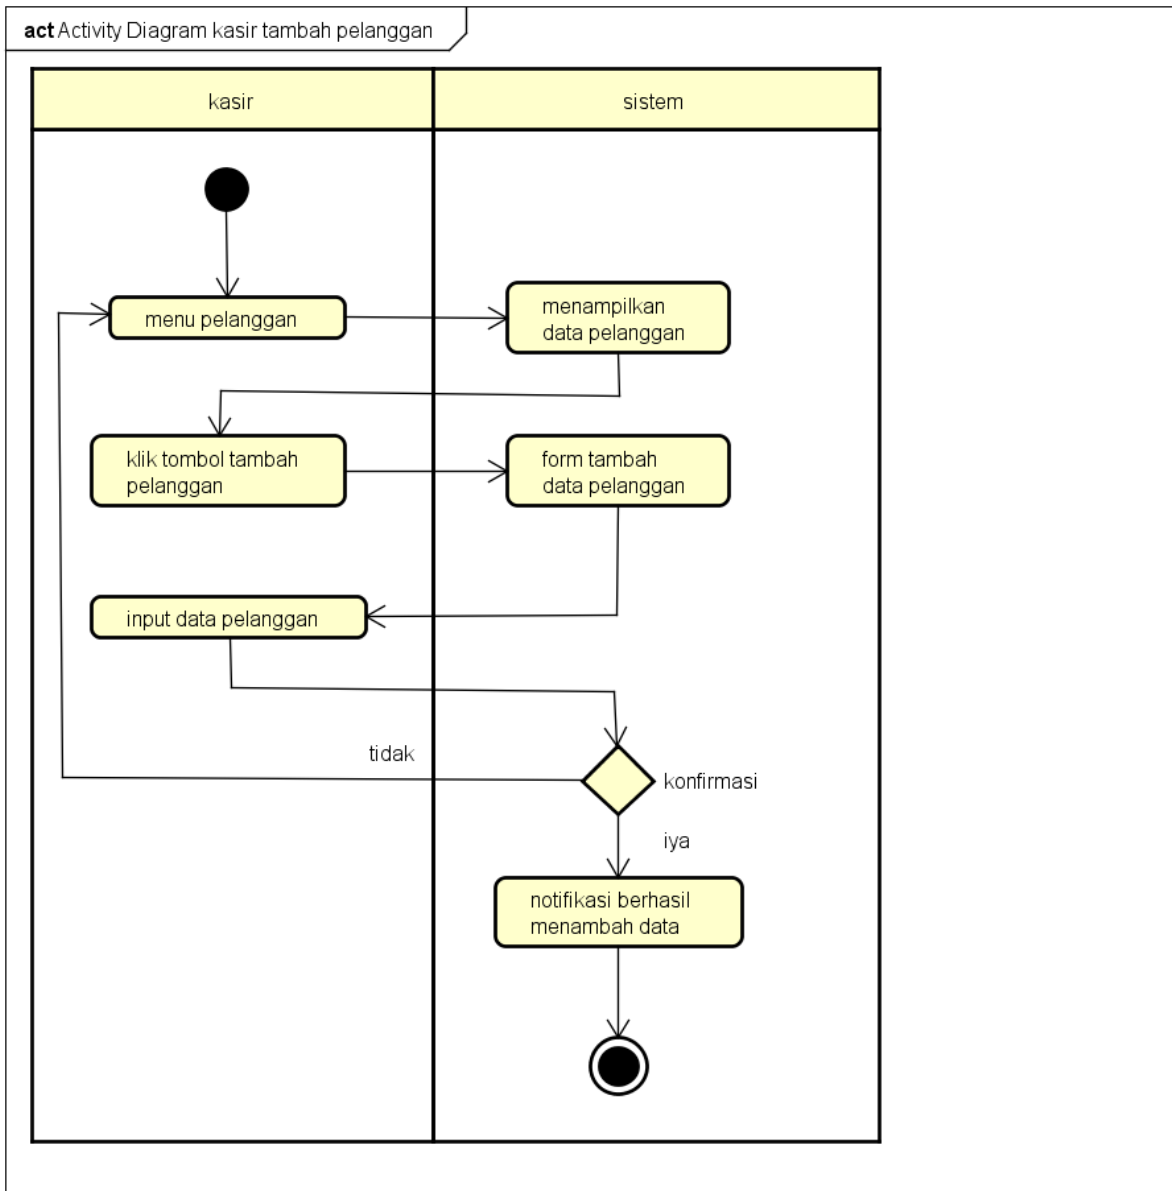 act Activity Diagram kasir tambah pelanggan
kasir
sistem
menu pelanggan
menampilkan
data pelanggan
klik tombol tambah
pelanggan
form tambah
data pelanggan
input data pelanggan
tidak
konfirmasi
iya
notifikasi berhasil
menambah data